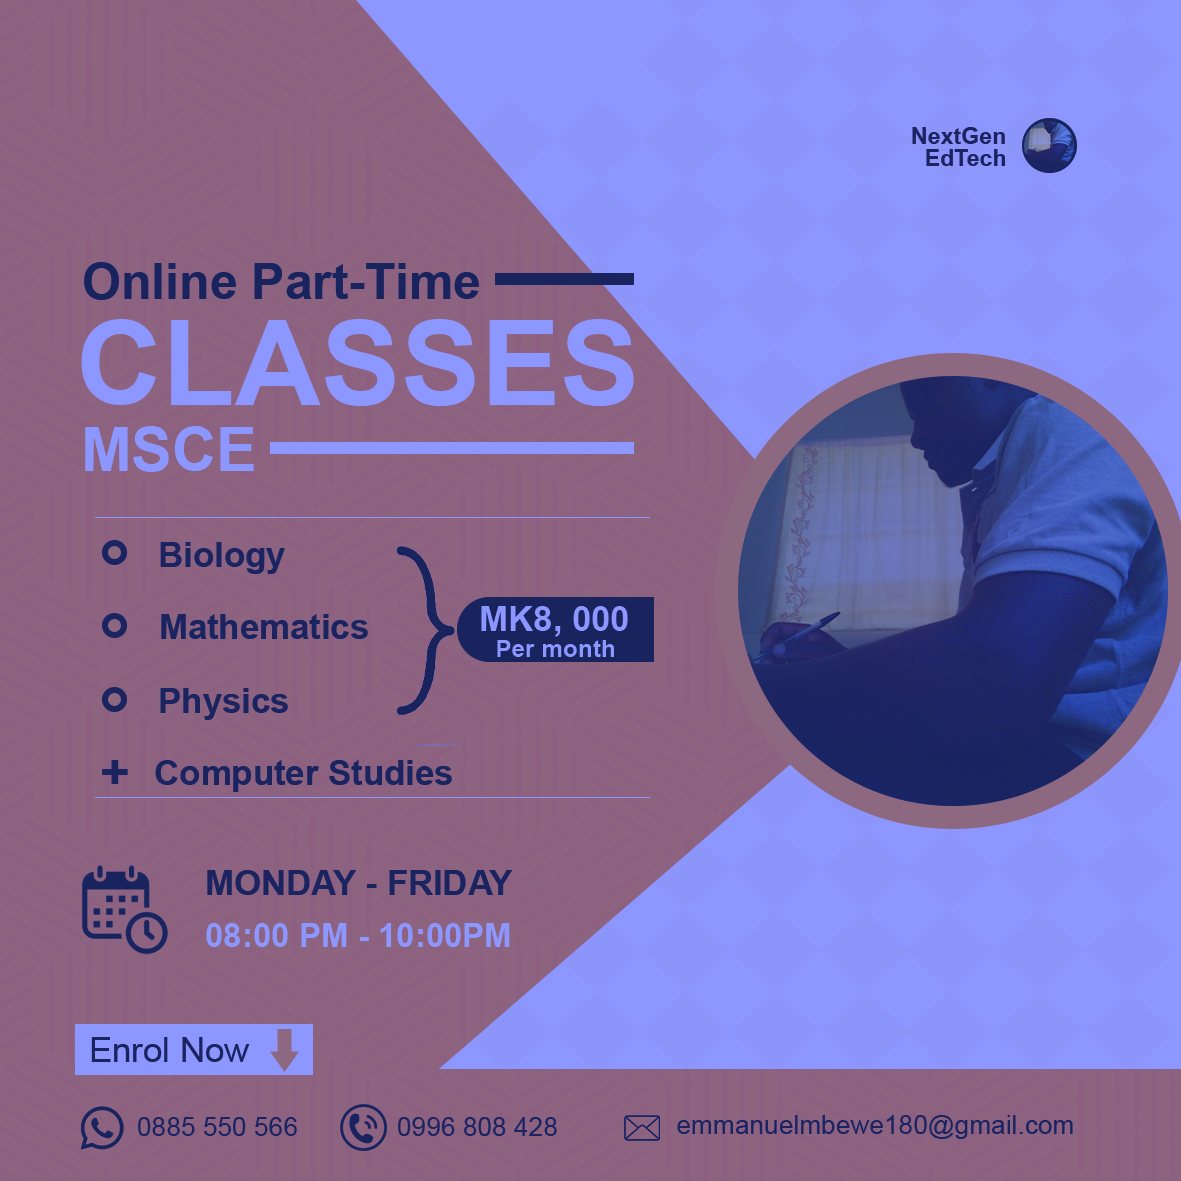 NextGen
EdTech
Online Part-Time
CLASSES
MSCE
Biology
Mathematics
Physics
+ Computer Studies
MK8, 000
Per month
MONDAY - FRIDAY
08:00 PM - 10:00PM
Enrol Now
0885 550 566
0996 808 428
emmanuelmbewe180@gmail.com